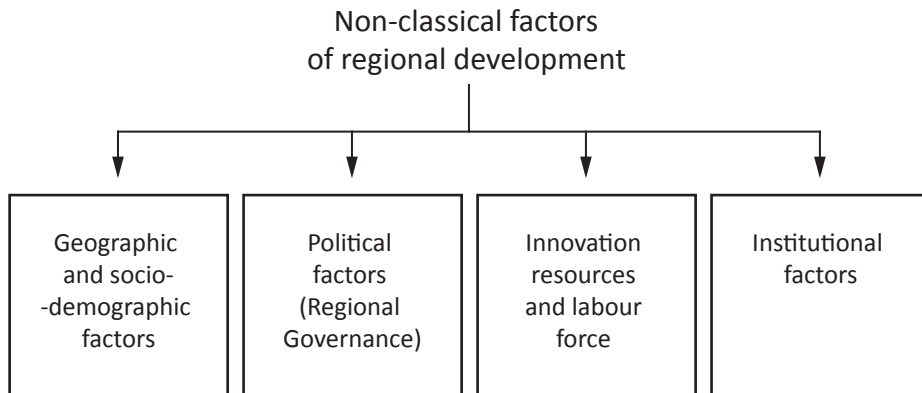 Non-classical factors
of regional development
Geographic
and socio-
-demographic
factors
Political
factors
(Regional
Governance)
Innovation
resources
and labour
force
Institutional
factors